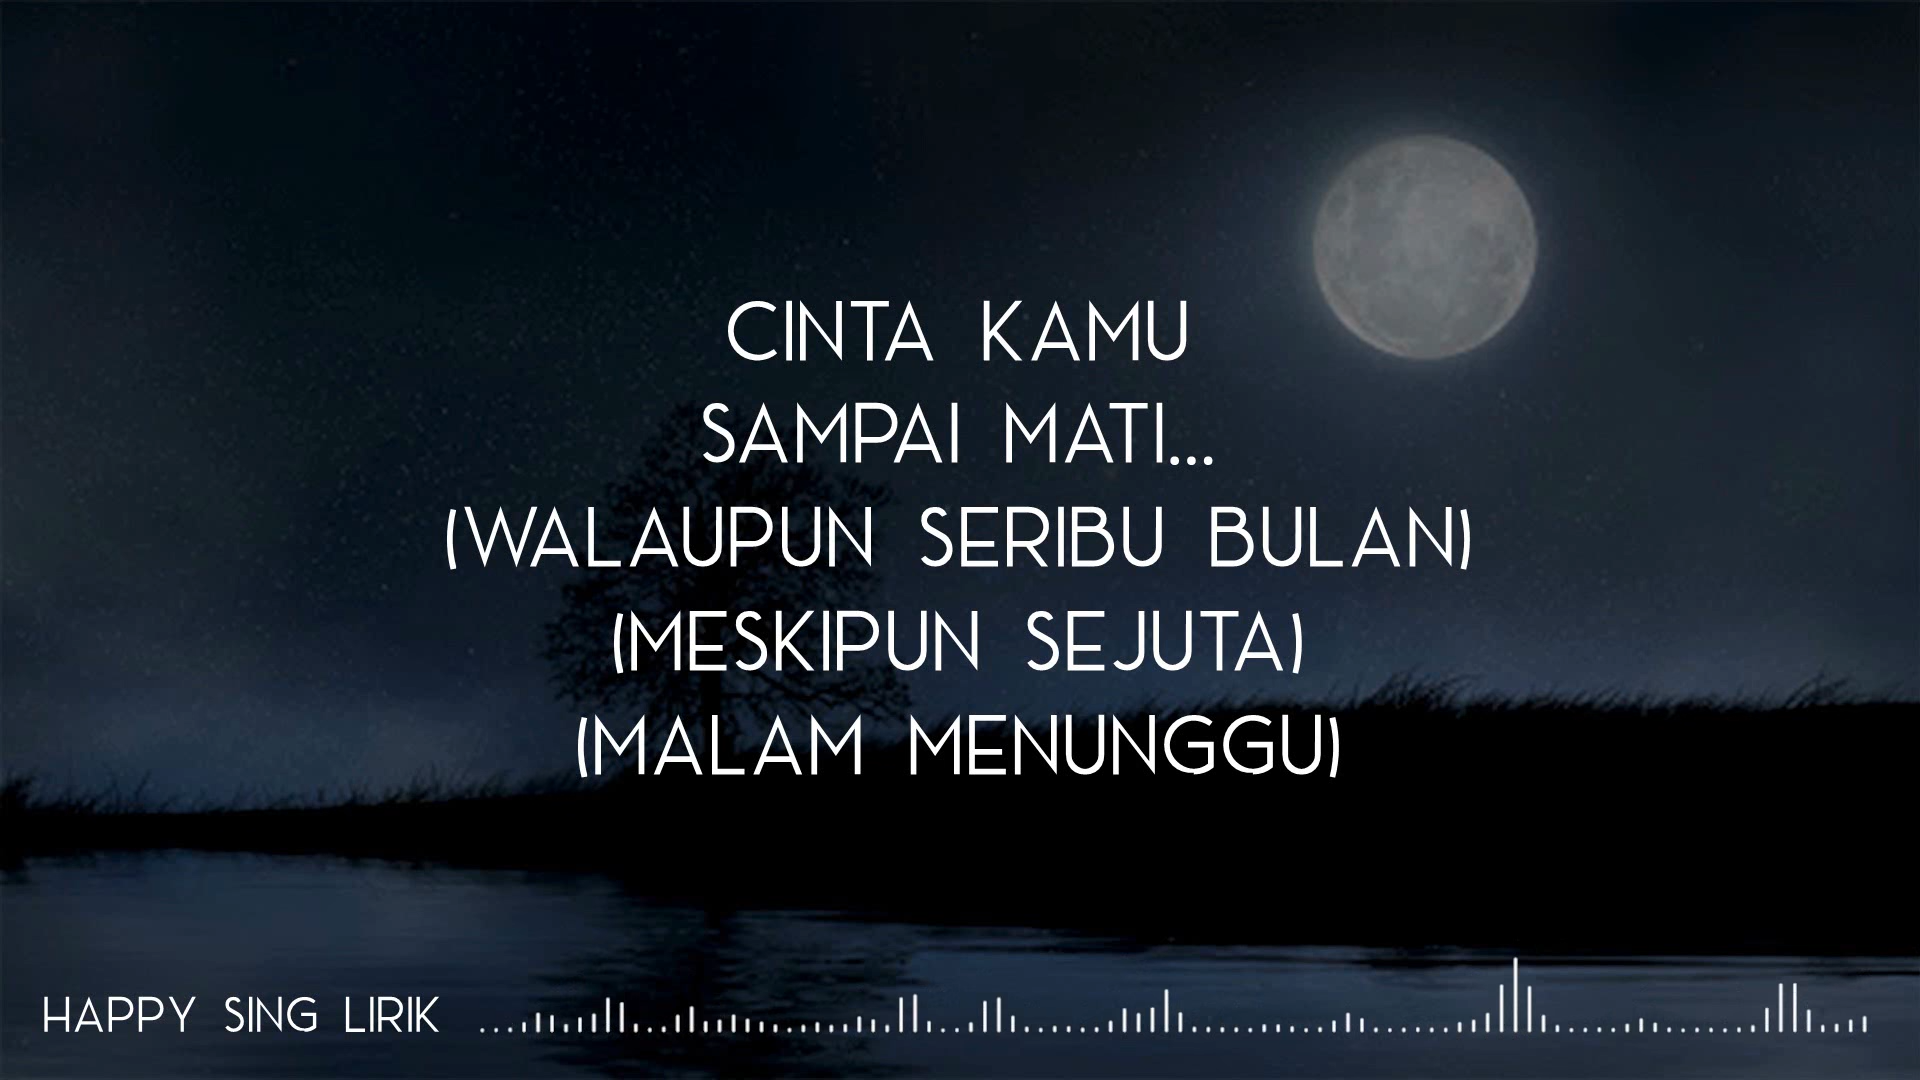 CINTA KAMU
SAMPAI MATI...
(WALAUPUN SERIBU BULAN)
(MESKIPUN SEJUTA)
(MALAM MENUNGGU)
HAPPY SING LIRIK